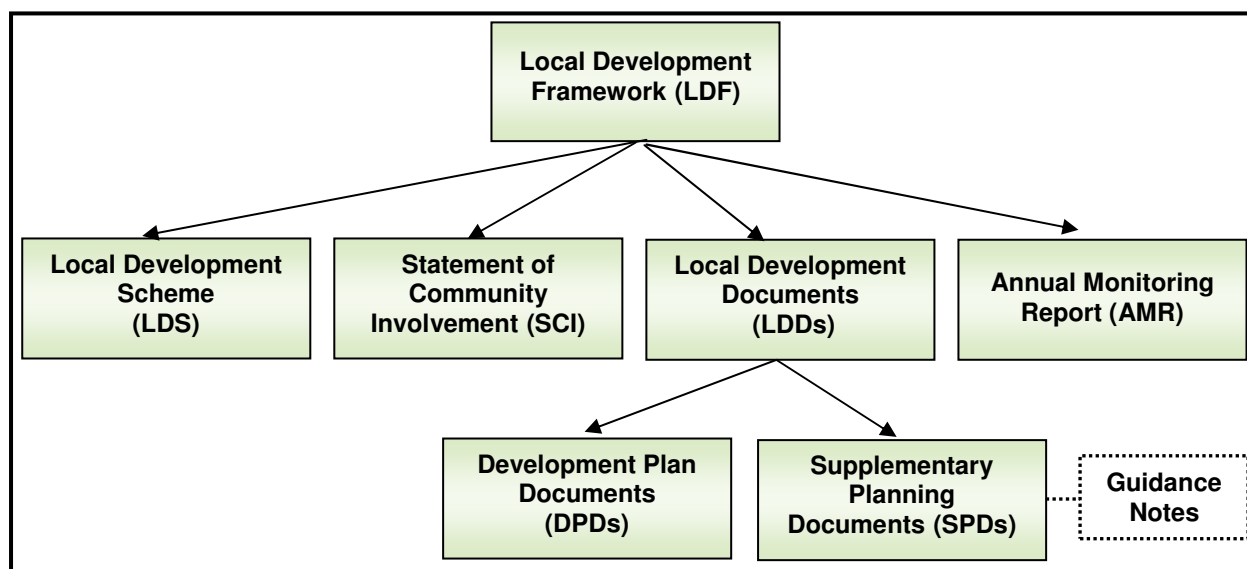 Local Development
Framework (LDF)
Local Development
Scheme
(LDS)
Statement of
Community
Involvement (SCI)
Local Development
Documents
(LDDs)
Annual Monitoring
Report (AMR)
Development Plan
Documents
(DPDs)
Supplementary
Planning
Documents (SPDs)
Guidance
Notes